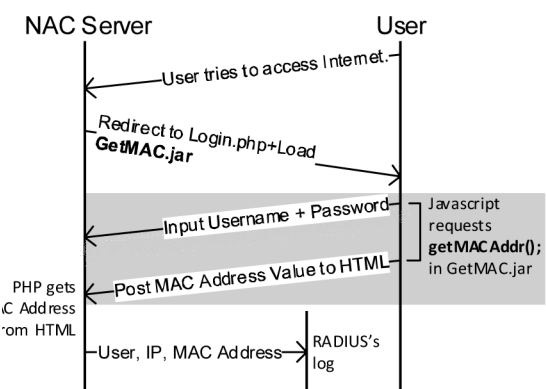 NAC Server
User
User tries to access Internet.
Redirect to Login.php+Load
GetMAC.jar
Input Username + Password
Javascript
requests
getMACAddr();
in GetMAC.jar
Post MAC Address Value to HTML
PHP gets
C Address
rom HTML
User, IP, MAC Address
RADIUS's
log